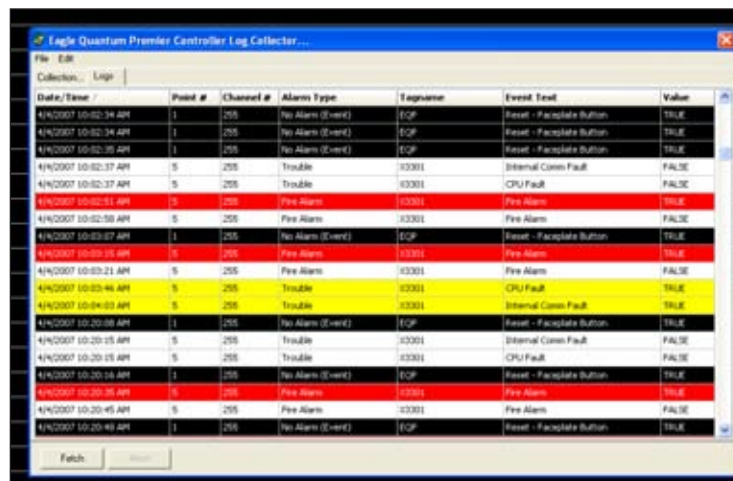 Eagle Quantum Premier Controller Log Collector...
File Edit
Collection... Logs
Date/Time Point # Channel # Alarm Type Tagname Event Text Value
4/4/2007 10:02:34 AM 1 255 No Alarm (Event) EQP Reset - Faceplate Button TRUE
4/4/2007 10:02:34 AM 1 255 No Alarm (Event) EQP Reset - Faceplate Button TRUE
4/4/2007 10:02:35 AM 1 255 No Alarm (Event) EQP Reset - Faceplate Button TRUE
4/4/2007 10:02:37 AM 5 255 Trouble X3301 Internal Comm Fault FALSE
4/4/2007 10:02:37 AM 5 255 Trouble X3301 CPU Fault FALSE
4/4/2007 10:02:51 AM 5 255 Fire Alarm X3301 Fire Alarm TRUE
4/4/2007 10:02:58 AM 5 255 Fire Alarm X3301 Fire Alarm FALSE
4/4/2007 10:03:07 AM 1 255 No Alarm (Event) EQP Reset - Faceplate Button TRUE
4/4/2007 10:03:15 AM 5 255 Fire Alarm X3301 Fire Alarm TRUE
4/4/2007 10:03:21 AM 5 255 Fire Alarm X3301 Fire Alarm FALSE
4/4/2007 10:03:46 AM 5 255 Trouble X3301 CPU Fault TRUE
4/4/2007 10:04:03 AM 5 255 Trouble X3301 Internal Comm Fault TRUE
4/4/2007 10:20:08 AM 1 255 No Alarm (Event) EQP Reset - Faceplate Button TRUE
4/4/2007 10:20:15 AM 5 255 Trouble X3301 Internal Comm Fault FALSE
4/4/2007 10:20:15 AM 5 255 Trouble X3301 CPU Fault FALSE
4/4/2007 10:20:16 AM 1 255 No Alarm (Event) EQP Reset - Faceplate Button TRUE
4/4/2007 10:20:35 AM 5 255 Fire Alarm X3301 Fire Alarm TRUE
4/4/2007 10:20:45 AM 5 255 Fire Alarm X3301 Fire Alarm FALSE
4/4/2007 10:20:48 AM 1 255 No Alarm (Event) EQP Reset - Faceplate Button TRUE
Fetch